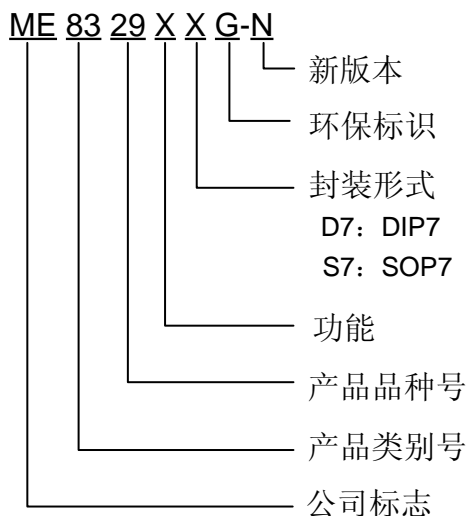 ME 83 29 X X G-N
新版本
环保标识
封装形式
D7：DIP7
S7：SOP7
功能
产品品种号
产品类别号
公司标志